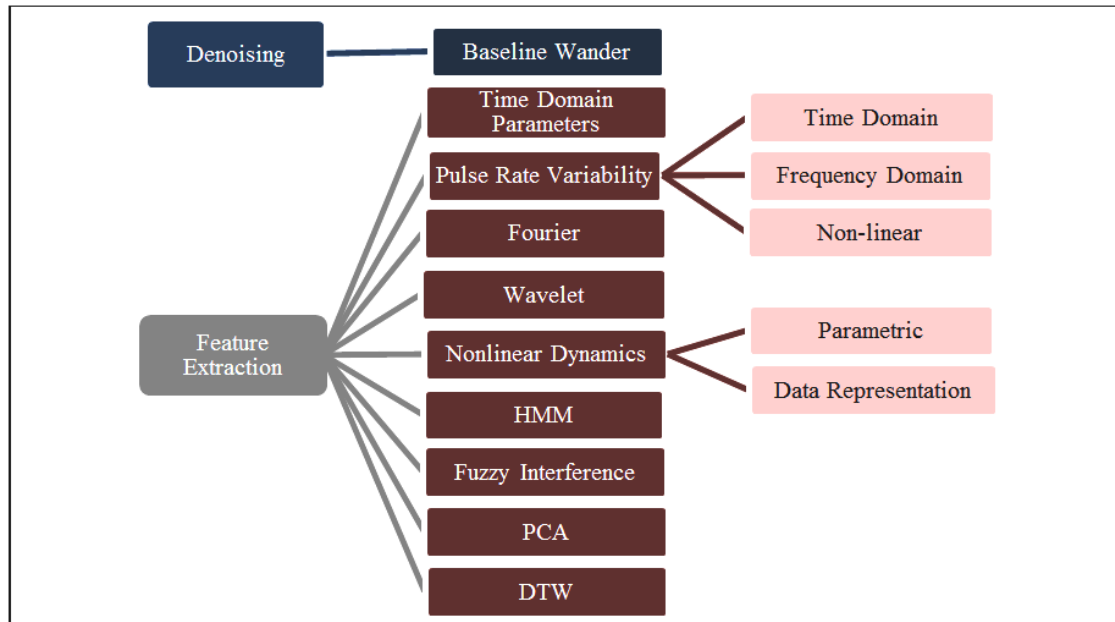 Denoising
Baseline Wander
Time Domain
Parameters
Pulse Rate Variability
Fourier
Wavelet
Feature
Extraction
Nonlinear Dynamics
HMM
Fuzzy Interference
PCA
DTW
Time Domain
Frequency Domain
Non-linear
Parametric
Data Representation